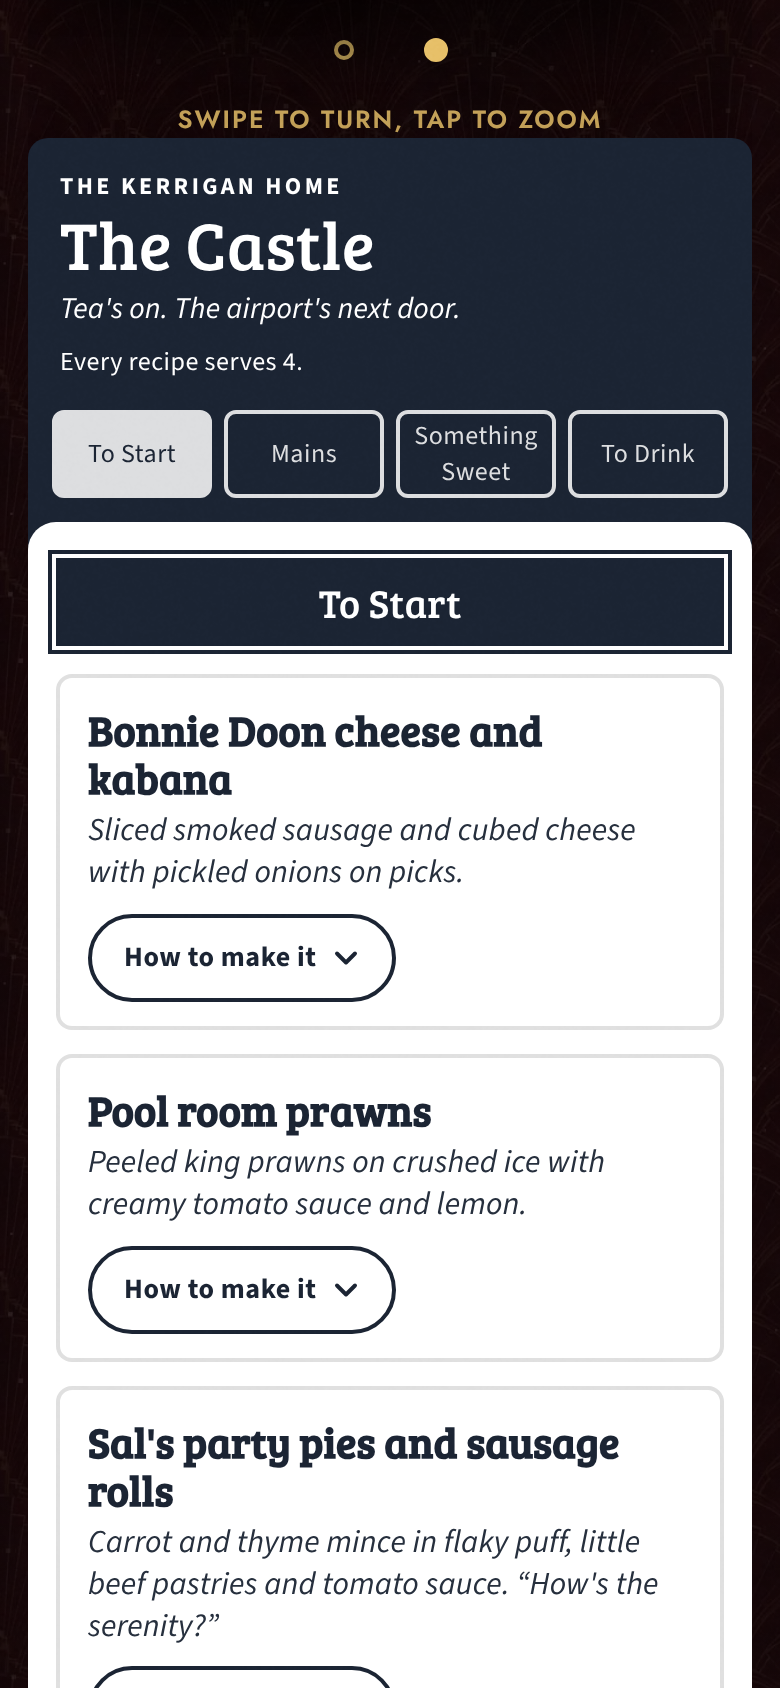 SWIPE TO TURN, TAP TO ZOOM
THE KERRIGAN HOME
The Castle
Tea's on. The airport's next door.
Every recipe serves 4.
To Start
Mains
Something
Sweet
To Drink
To Start
Bonnie Doon cheese and
kabana
Sliced smoked sausage and cubed cheese
with pickled onions on picks.
How to make it
Pool room prawns
Peeled king prawns on crushed ice with
creamy tomato sauce and lemon.
How to make it
Sal's party pies and sausage
rolls
Carrot and thyme mince in flaky puff, little
beef pastries and tomato sauce. “How's the
serenity?”